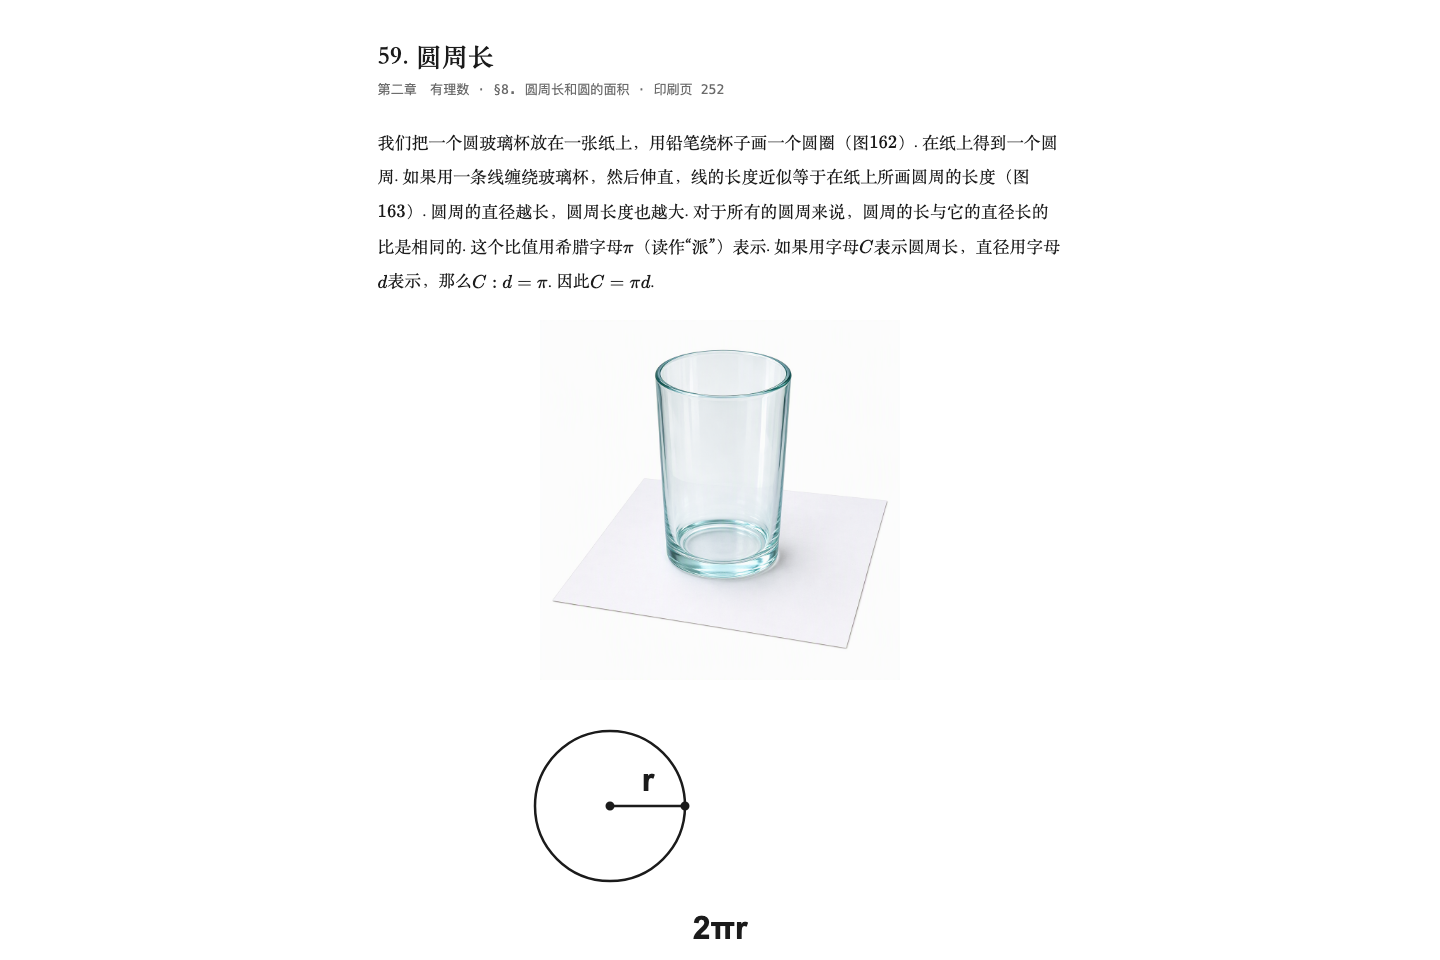 59. 圆周长
第二章 有理数 · §8. 圆周长和圆的面积 · 印刷页 252
我们把一个圆玻璃杯放在一张纸上，用铅笔绕杯子画一个圆圈（图162）. 在纸上得到一个圆
周. 如果用一条线缠绕玻璃杯，然后伸直，线的长度近似等于在纸上所画圆周的长度（图
163）. 圆周的直径越长，圆周长度也越大. 对于所有的圆周来说，圆周的长与它的直径长的
比是相同的. 这个比值用希腊字母π（读作“派”）表示. 如果用字母C表示圆周长，直径用字母
d表示，那么C : d = π. 因此C = πd.
r
2πr